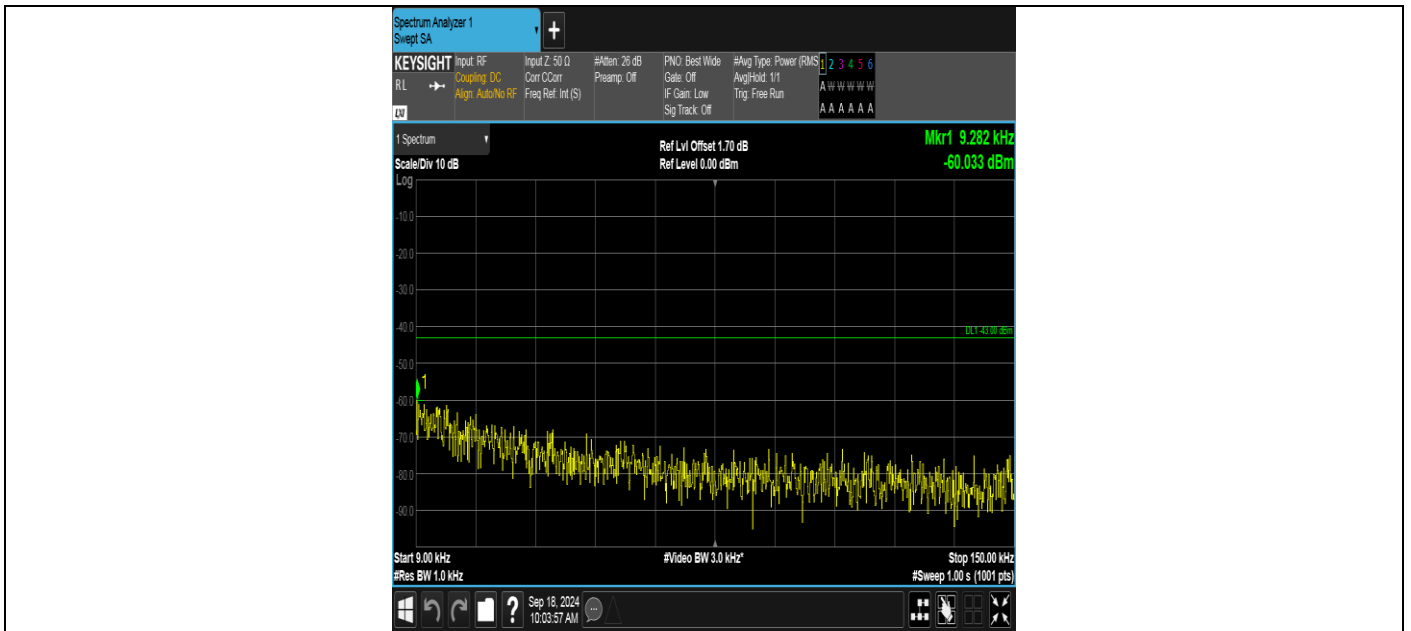 Spectrum Analyzer 1
Swept SA
+
KEYSIGHT
RL
LXI
Input: RF
Coupling: DC
Align: Auto/No RF
Input Z: 50 Ω
Corr CCorr
Freq Ref: Int (S)
#Atten: 26 dB
Preamp: Off
PNO: Best Wide
Gate: Off
IF Gain: Low
Sig Track: Off
#Avg Type: Power (RMS
Avg|Hold: 1/1
Trig: Free Run
1 2 3 4 5 6
A W W W W W
A A A A A A
1 Spectrum
Scale/Div 10 dB
Ref Lvl Offset 1.70 dB
Ref Level 0.00 dBm
Mkr1 9.282 kHz
-60.033 dBm
Log
-10.0
-20.0
-30.0
-40.0
DL1 -43.00 dBm
-50.0
1
-60.0
-70.0
-80.0
-90.0
Start 9.00 kHz
#Video BW 3.0 kHz*
Stop 150.00 kHz
#Res BW 1.0 kHz
#Sweep 1.00 s (1001 pts)
?
Sep 18, 2024
10:03:57 AM